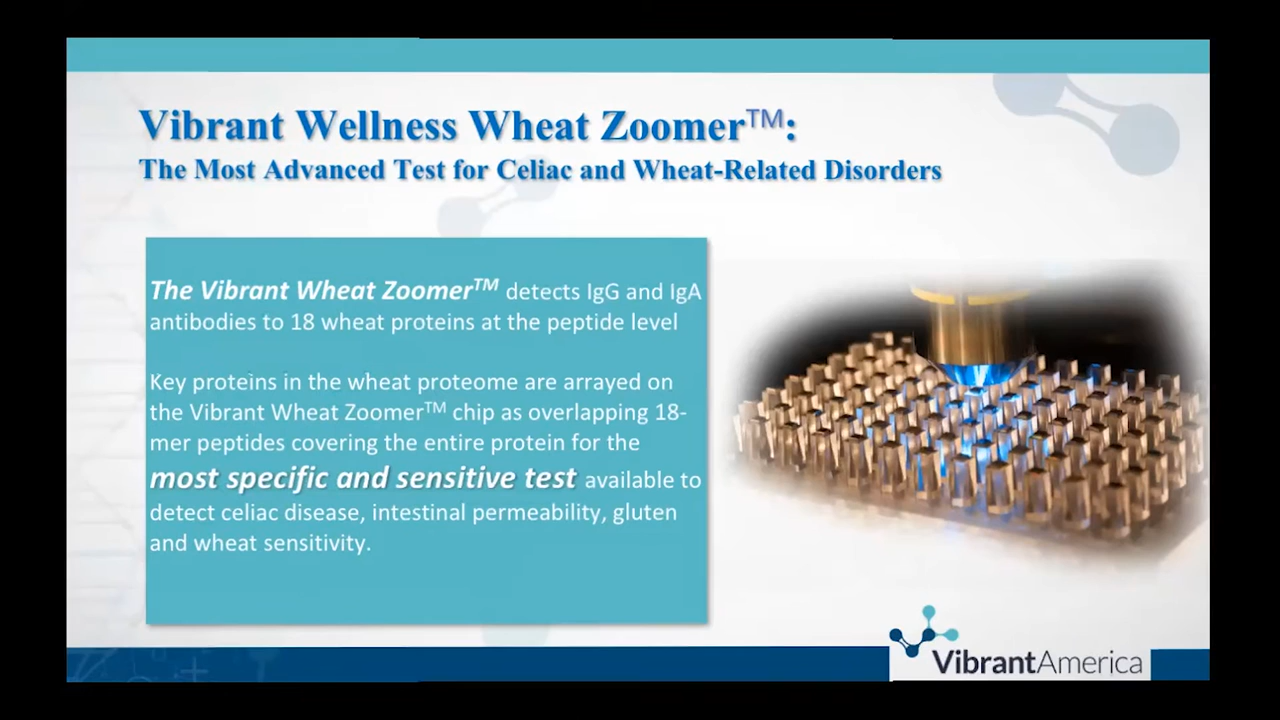 Vibrant Wellness Wheat Zoomer™:
The Most Advanced Test for Celiac and Wheat-Related Disorders
The Vibrant Wheat Zoomer™ detects IgG and IgA
antibodies to 18 wheat proteins at the peptide level
Key proteins in the wheat proteome are arrayed on
the Vibrant Wheat Zoomer™ chip as overlapping 18-
mer peptides covering the entire protein for the
most specific and sensitive test available to
detect celiac disease, intestinal permeability, gluten
and wheat sensitivity.
VibrantAmerica